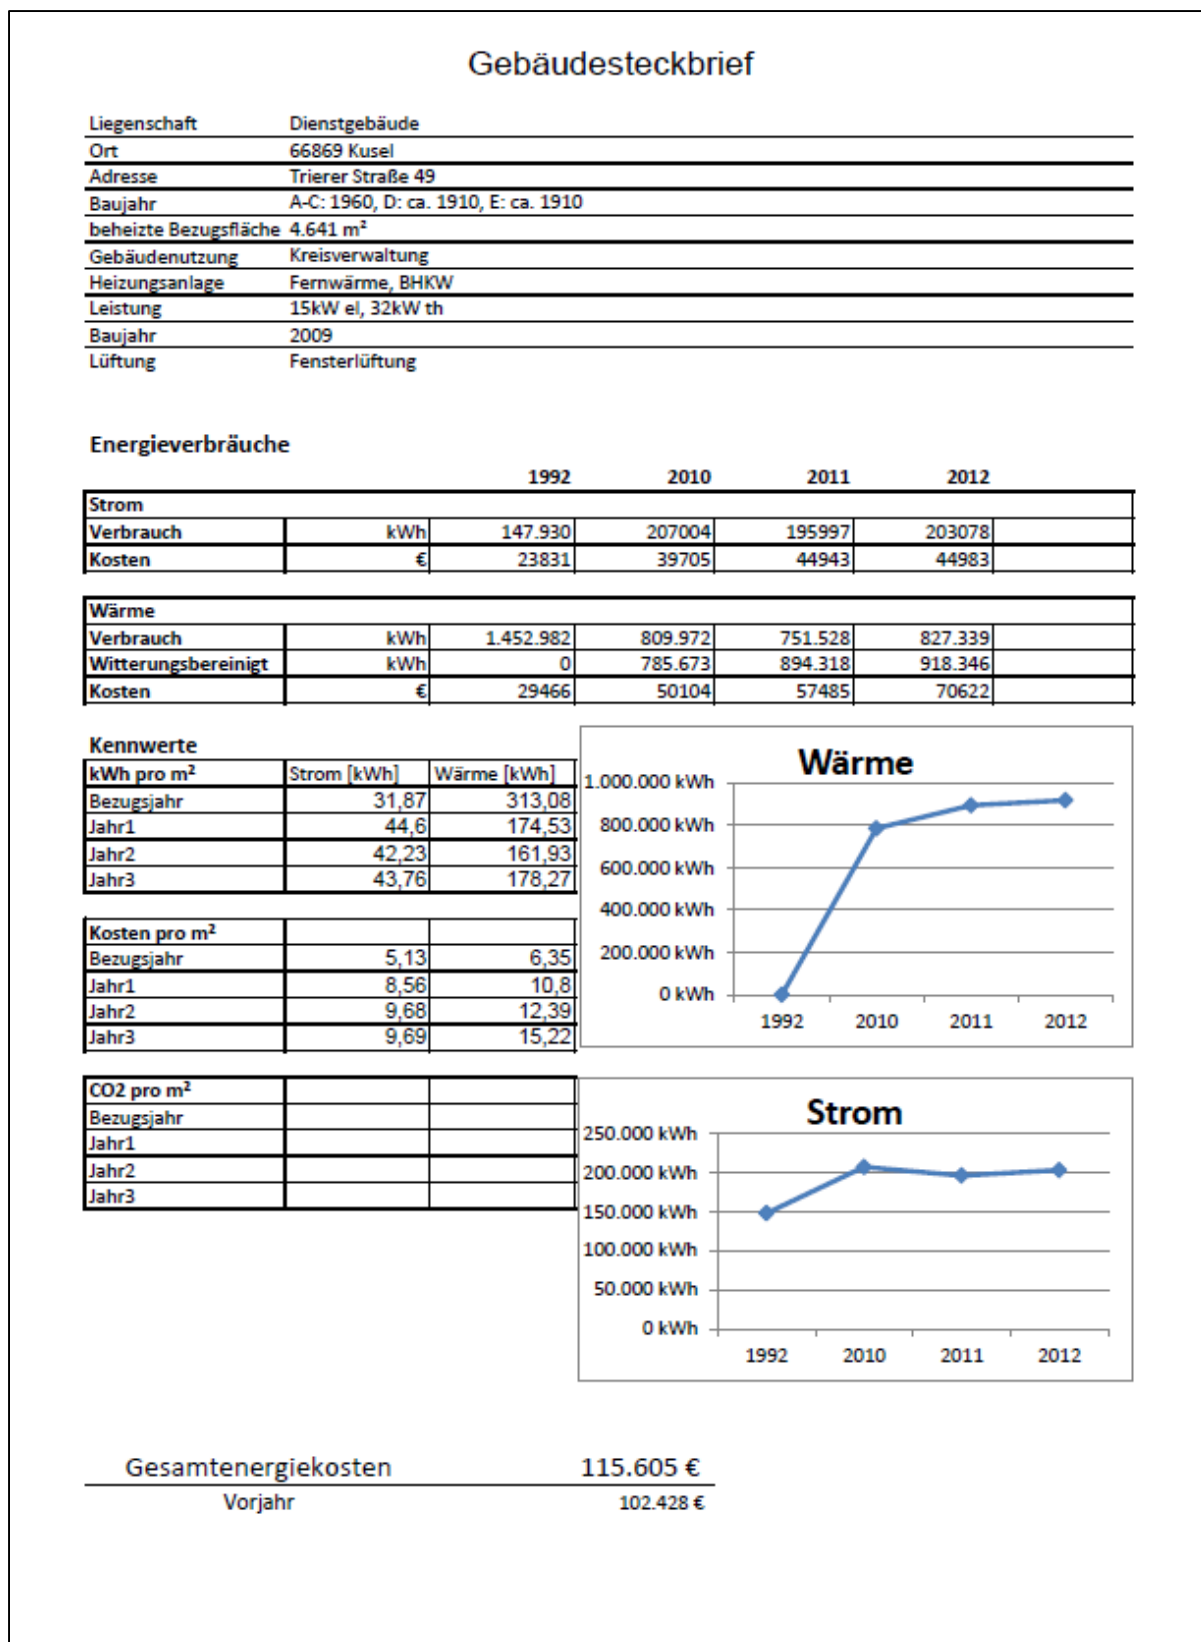 Gebäudesteckbrief
Liegenschaft Dienstgebäude
Ort 66869 Kusel
Adresse Trierer Straße 49
Baujahr A-C: 1960, D: ca. 1910, E: ca. 1910
beheizte Bezugsfläche 4.641 m²
Gebäudenutzung Kreisverwaltung
Heizungsanlage Fernwärme, BHKW
Leistung 15kW el, 32kW th
Baujahr 2009
Lüftung Fensterlüftung
Energieverbräuche
1992 2010 2011 2012
Strom
Verbrauch kWh 147.930 207004 195997 203078
Kosten € 23831 39705 44943 44983
Wärme
Verbrauch kWh 1.452.982 809.972 751.528 827.339
Witterungsbereinigt kWh 0 785.673 894.318 918.346
Kosten € 29466 50104 57485 70622
Kennwerte
kWh pro m² Strom [kWh] Wärme [kWh]
Bezugsjahr 31,87 313,08
Jahr1 44,6 174,53
Jahr2 42,23 161,93
Jahr3 43,76 178,27
Kosten pro m²
Bezugsjahr 5,13 6,35
Jahr1 8,56 10,8
Jahr2 9,68 12,39
Jahr3 9,69 15,22
CO2 pro m²
Bezugsjahr
Jahr1
Jahr2
Jahr3
Wärme
1.000.000 kWh
800.000 kWh
600.000 kWh
400.000 kWh
200.000 kWh
0 kWh
1992 2010 2011 2012
Strom
250.000 kWh
200.000 kWh
150.000 kWh
100.000 kWh
50.000 kWh
0 kWh
1992 2010 2011 2012
Gesamtenergiekosten 115.605 €
Vorjahr 102.428 €